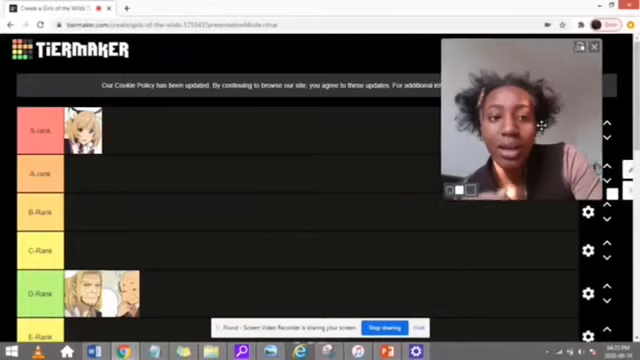 Create a Girls of the Wilds T
tiermaker.com/create/girls-of-the-wilds-575541?presentationMode=true
Error
TIERMAKER
Our Cookie Policy has been updated. By continuing to browse our site, you agree to these updates. For additional in
S-rank
A-rank
B-Rank
C-Rank
D-Rank
E-Rank
Screen Video Recorder is sharing your screen.
Stop sharing
Hide